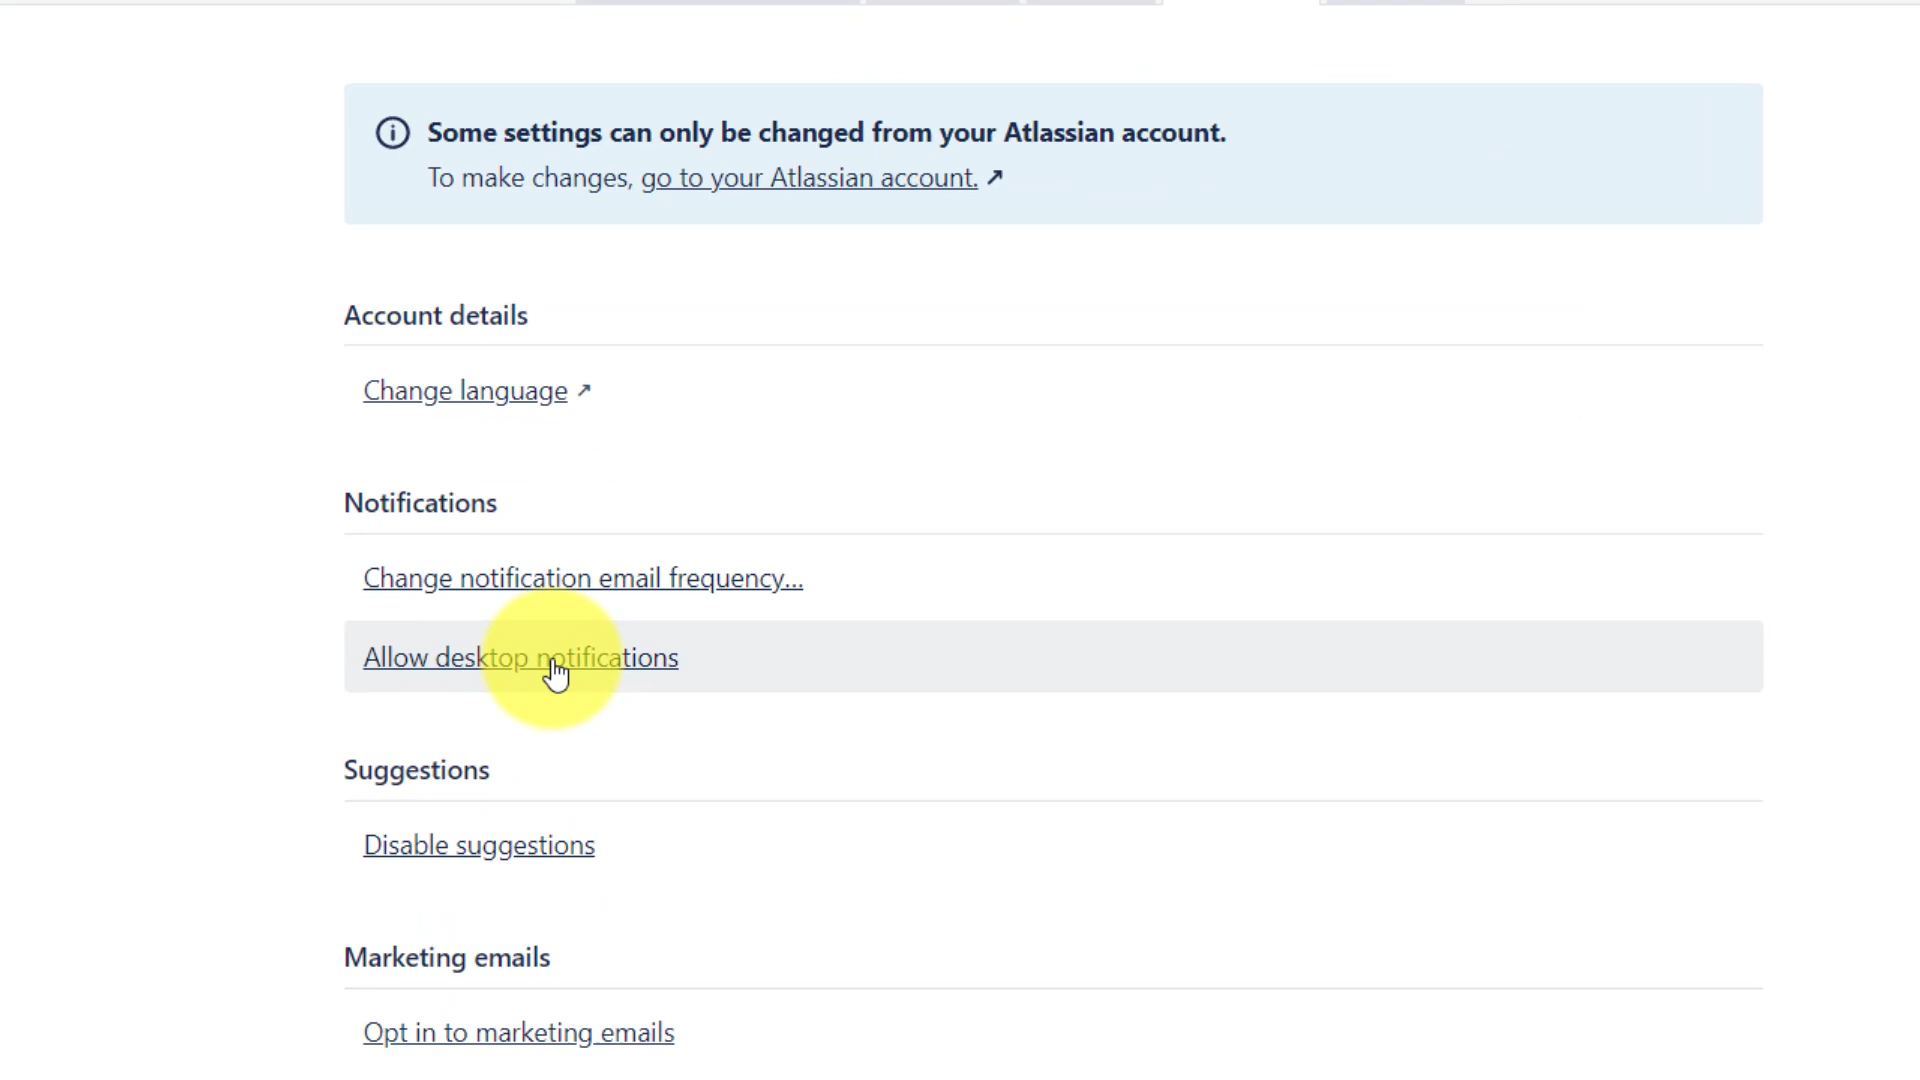 Some settings can only be changed from your Atlassian account.
To make changes, go to your Atlassian account. ↗
Account details
Change language ↗
Notifications
Change notification email frequency...
Allow desktop notifications
Suggestions
Disable suggestions
Marketing emails
Opt in to marketing emails